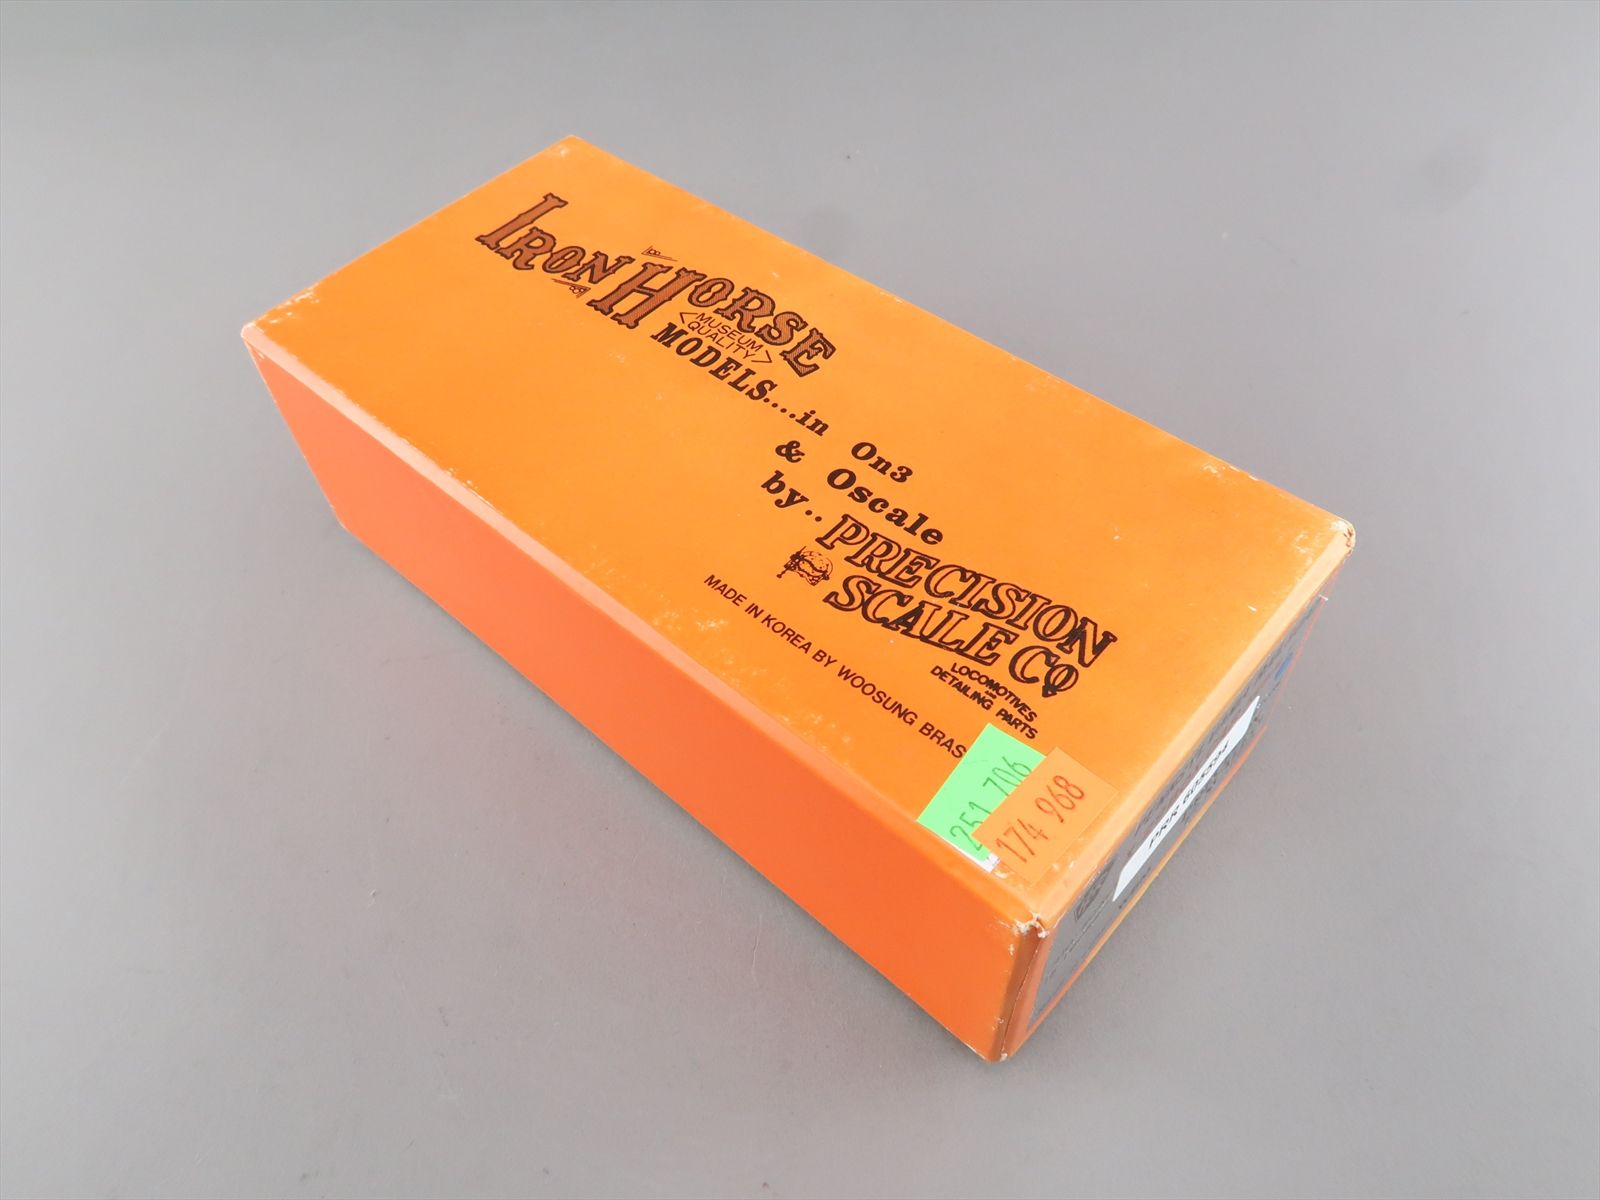 IRON HORSE
<MUSEUM
QUALITY>
MODELS....in On3
& Oscale
by.. PRECISION
SCALE CO
LOCOMOTIVES
DETAILING PARTS
MADE IN KOREA BY WOOSUNG BRAS
251 706
174 968
PRR